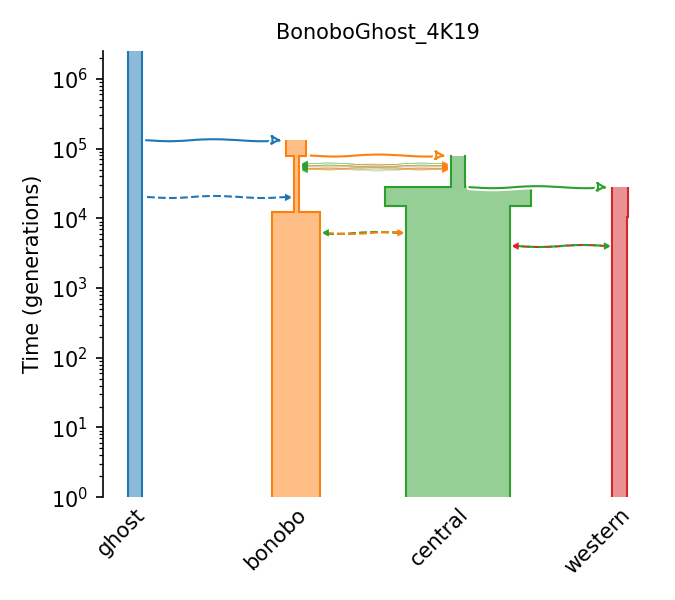 BonoboGhost_4K19
Time (generations)
10^6
10^5
10^4
10^3
10^2
10^1
10^0
ghost
bonobo
central
western